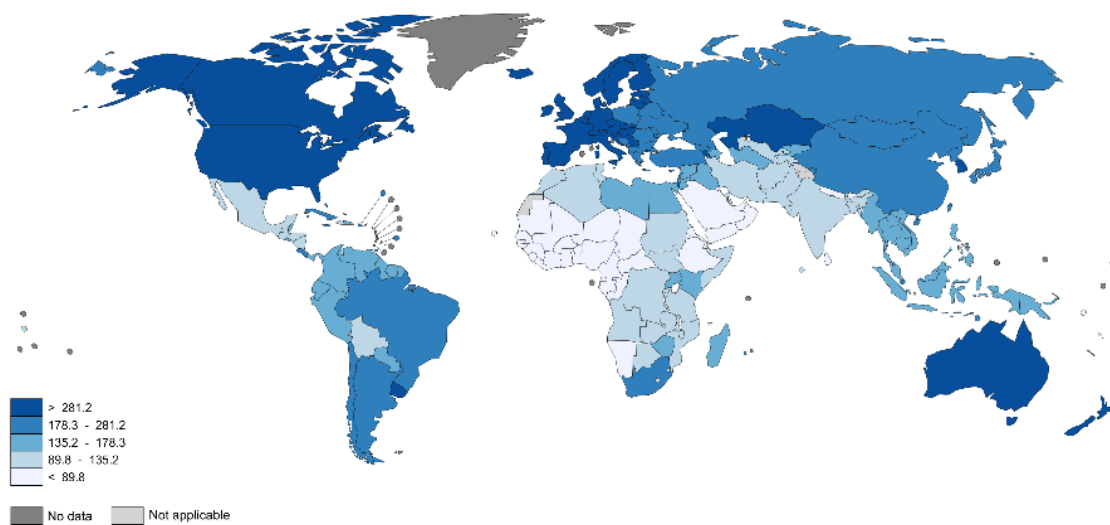 > 281.2
178.3 - 281.2
135.2 - 178.3
89.8 - 135.2
< 89.8
No data
Not applicable